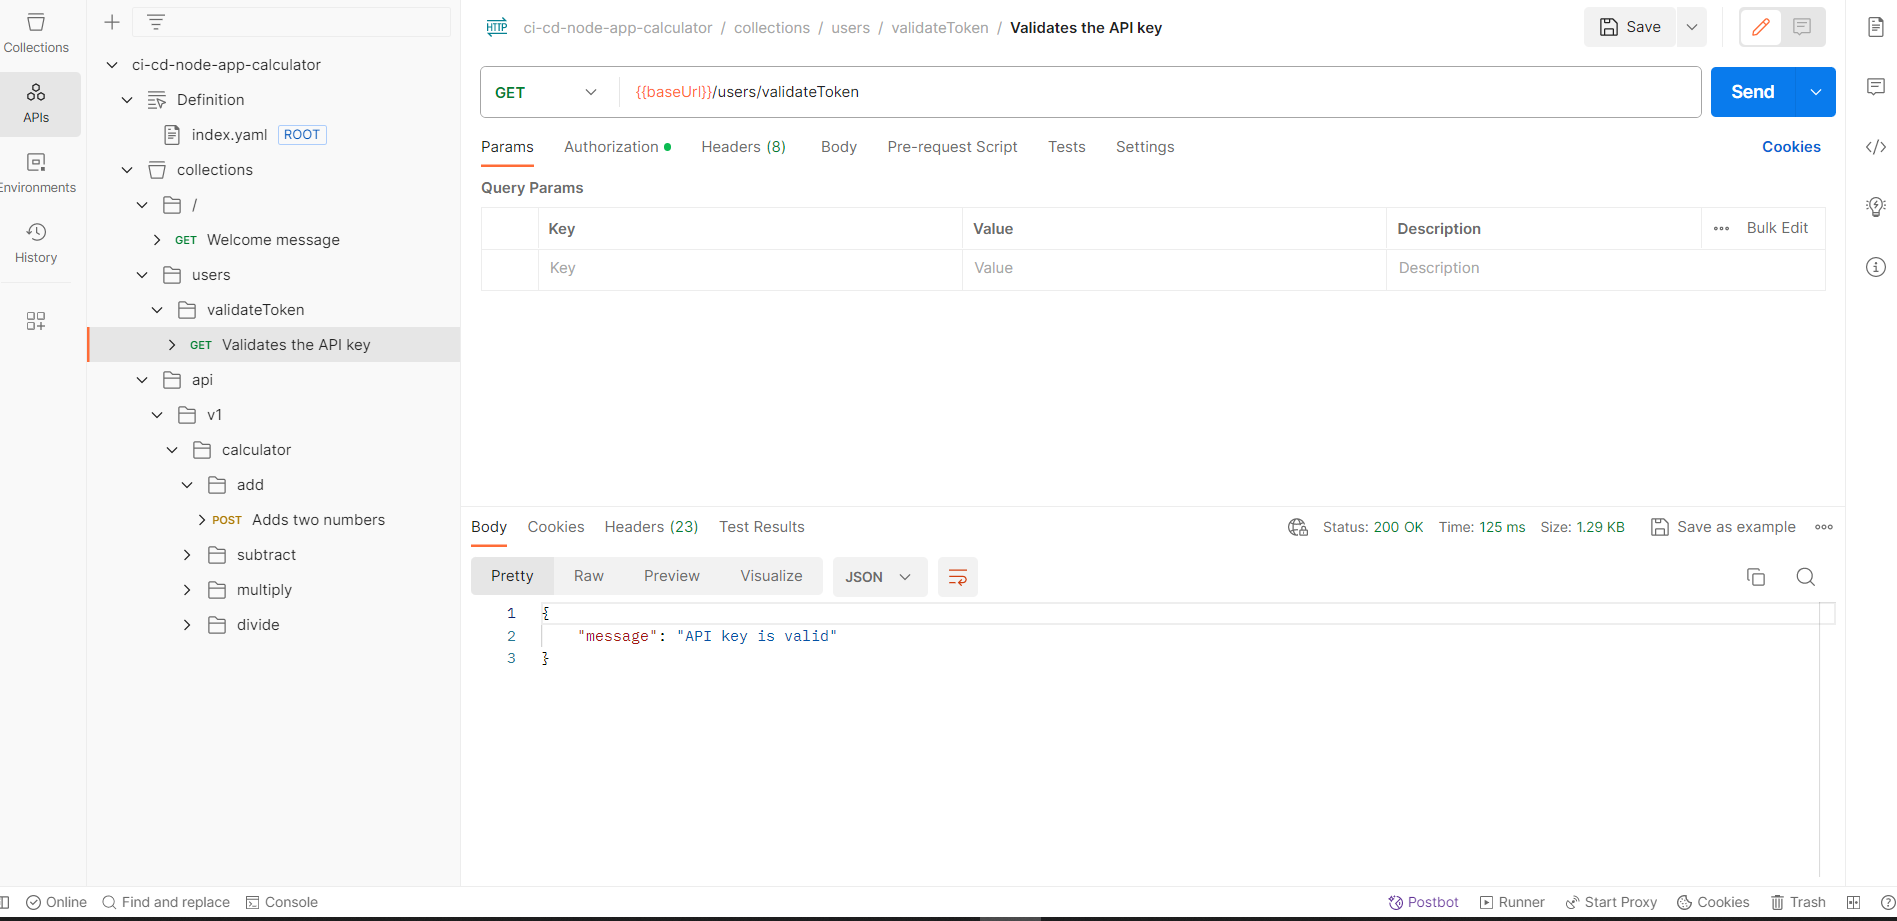 Collections
APIs
Environments
History
ci-cd-node-app-calculator
Definition
index.yaml ROOT
collections
/
GET Welcome message
users
validateToken
GET Validates the API key
api
v1
calculator
add
POST Adds two numbers
subtract
multiply
divide
HTTP ci-cd-node-app-calculator / collections / users / validateToken / Validates the API key
Save
GET {{baseUrl}}/users/validateToken
Send
Params Authorization Headers (8) Body Pre-request Script Tests Settings Cookies
Query Params
Key Value Description Bulk Edit
Key Value Description
Body Cookies Headers (23) Test Results Status: 200 OK Time: 125 ms Size: 1.29 KB Save as example
Pretty Raw Preview Visualize JSON
1 {
2 "message": "API key is valid"
3 }
Online Find and replace Console Postbot Runner Start Proxy Cookies Trash